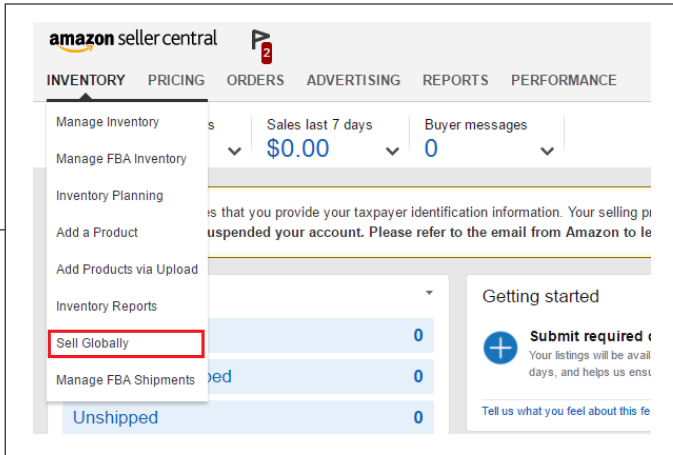 amazon seller central
2
INVENTORY PRICING ORDERS ADVERTISING REPORTS PERFORMANCE
Manage Inventory
Manage FBA Inventory
Inventory Planning
Add a Product
Add Products via Upload
Inventory Reports
Sell Globally
Manage FBA Shipments
s
Sales last 7 days
$0.00
Buyer messages
0
es that you provide your taxpayer identification information. Your selling
uspended your account. Please refer to the email from Amazon to
0
ped 0
Unshipped 0
Getting started
Submit required
Your listings will be
days, and helps us
Tell us what you feel about this